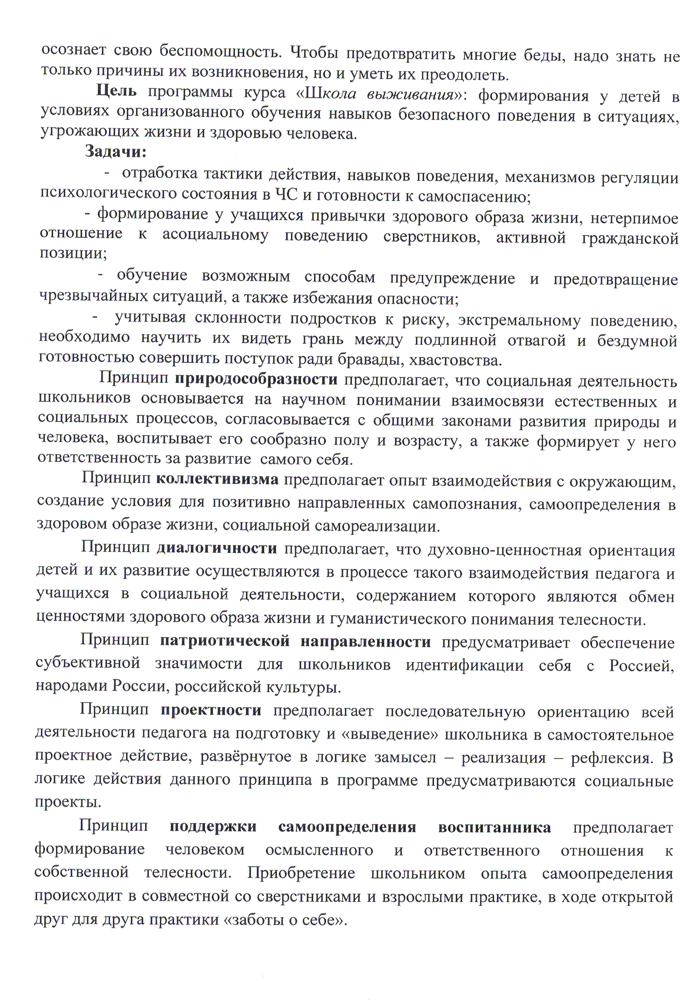 осознает свою беспомощность. Чтобы предотвратить многие беды, надо знать не
только причины их возникновения, но и уметь их преодолеть.
Цель программы курса «Школа выживания»: формирования у детей в
условиях организованного обучения навыков безопасного поведения в ситуациях,
угрожающих жизни и здоровью человека.
Задачи:
- отработка тактики действия, навыков поведения, механизмов регуляции
психологического состояния в ЧС и готовности к самоспасению;
- формирование у учащихся привычки здорового образа жизни, нетерпимое
отношение к асоциальному поведению сверстников, активной гражданской
позиции;
- обучение возможным способам предупреждение и предотвращение
чрезвычайных ситуаций, а также избежания опасности;
- учитывая склонности подростков к риску, экстремальному поведению,
необходимо научить их видеть грань между подлинной отвагой и бездумной
готовностью совершить поступок ради бравады, хвастовства.
Принцип природособразности предполагает, что социальная деятельность
школьников основывается на научном понимании взаимосвязи естественных и
социальных процессов, согласовывается с общими законами развития природы и
человека, воспитывает его сообразно полу и возрасту, а также формирует у него
ответственность за развитие самого себя.
Принцип коллективизма предполагает опыт взаимодействия с окружающим,
создание условия для позитивно направленных самопознания, самоопределения в
здоровом образе жизни, социальной самореализации.
Принцип диалогичности предполагает, что духовно-ценностная ориентация
детей и их развитие осуществляются в процессе такого взаимодействия педагога и
учащихся в социальной деятельности, содержанием которого являются обмен
ценностями здорового образа жизни и гуманистического понимания телесности.
Принцип патриотической направленности предусматривает обеспечение
субъективной значимости для школьников идентификации себя с Россией,
народами России, российской культуры.
Принцип проектности предполагает последовательную ориентацию всей
деятельности педагога на подготовку и «выведение» школьника в самостоятельное
проектное действие, развёрнутое в логике замысел – реализация – рефлексия. В
логике действия данного принципа в программе предусматриваются социальные
проекты.
Принцип поддержки самоопределения воспитанника предполагает
формирование человеком осмысленного и ответственного отношения к
собственной телесности. Приобретение школьником опыта самоопределения
происходит в совместной со сверстниками и взрослыми практике, в ходе открытой
друг для друга практики «заботы о себе».